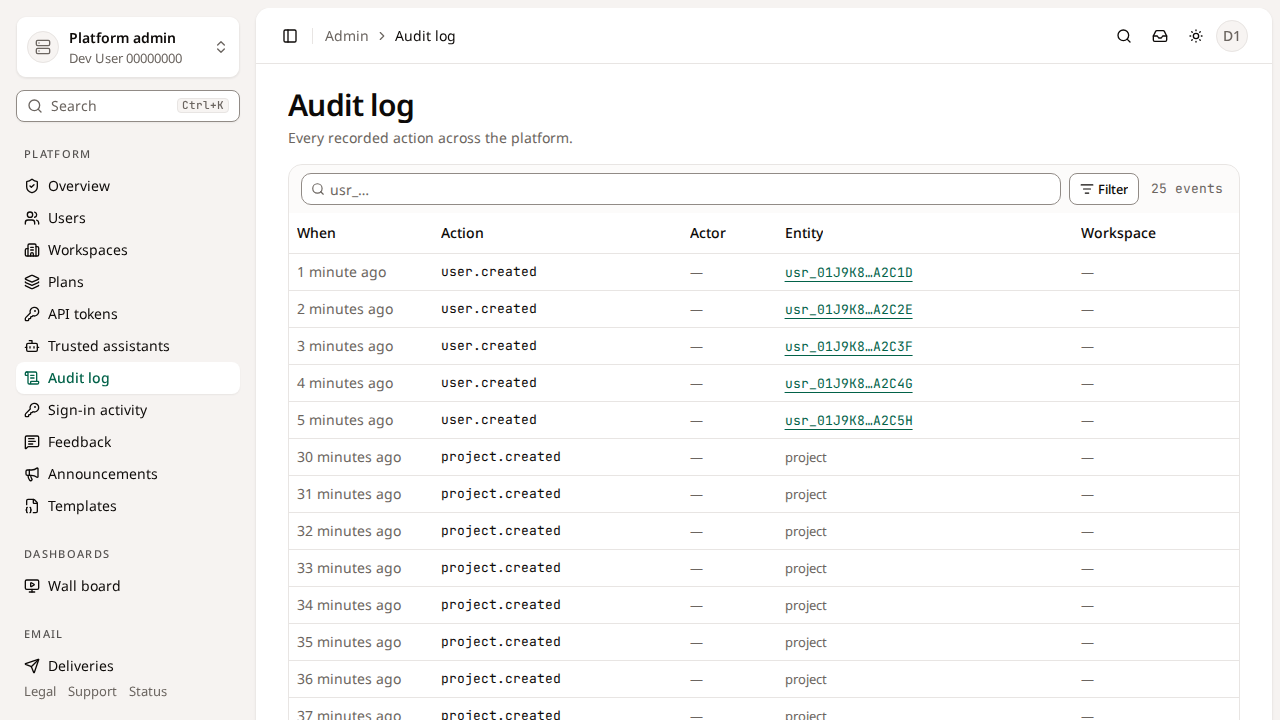 Platform admin
Dev User 00000000
Search Ctrl+K
PLATFORM
Overview
Users
Workspaces
Plans
API tokens
Trusted assistants
Audit log
Sign-in activity
Feedback
Announcements
Templates
DASHBOARDS
Wall board
EMAIL
Deliveries
Legal Support Status
Admin Audit log
D1
Audit log
Every recorded action across the platform.
usr_… Filter 25 events
When Action Actor Entity Workspace
1 minute ago user.created — usr_01J9K8…A2C1D —
2 minutes ago user.created — usr_01J9K8…A2C2E —
3 minutes ago user.created — usr_01J9K8…A2C3F —
4 minutes ago user.created — usr_01J9K8…A2C4G —
5 minutes ago user.created — usr_01J9K8…A2C5H —
30 minutes ago project.created — project —
31 minutes ago project.created — project —
32 minutes ago project.created — project —
33 minutes ago project.created — project —
34 minutes ago project.created — project —
35 minutes ago project.created — project —
36 minutes ago project.created — project —
37 minutes ago project.created — project —